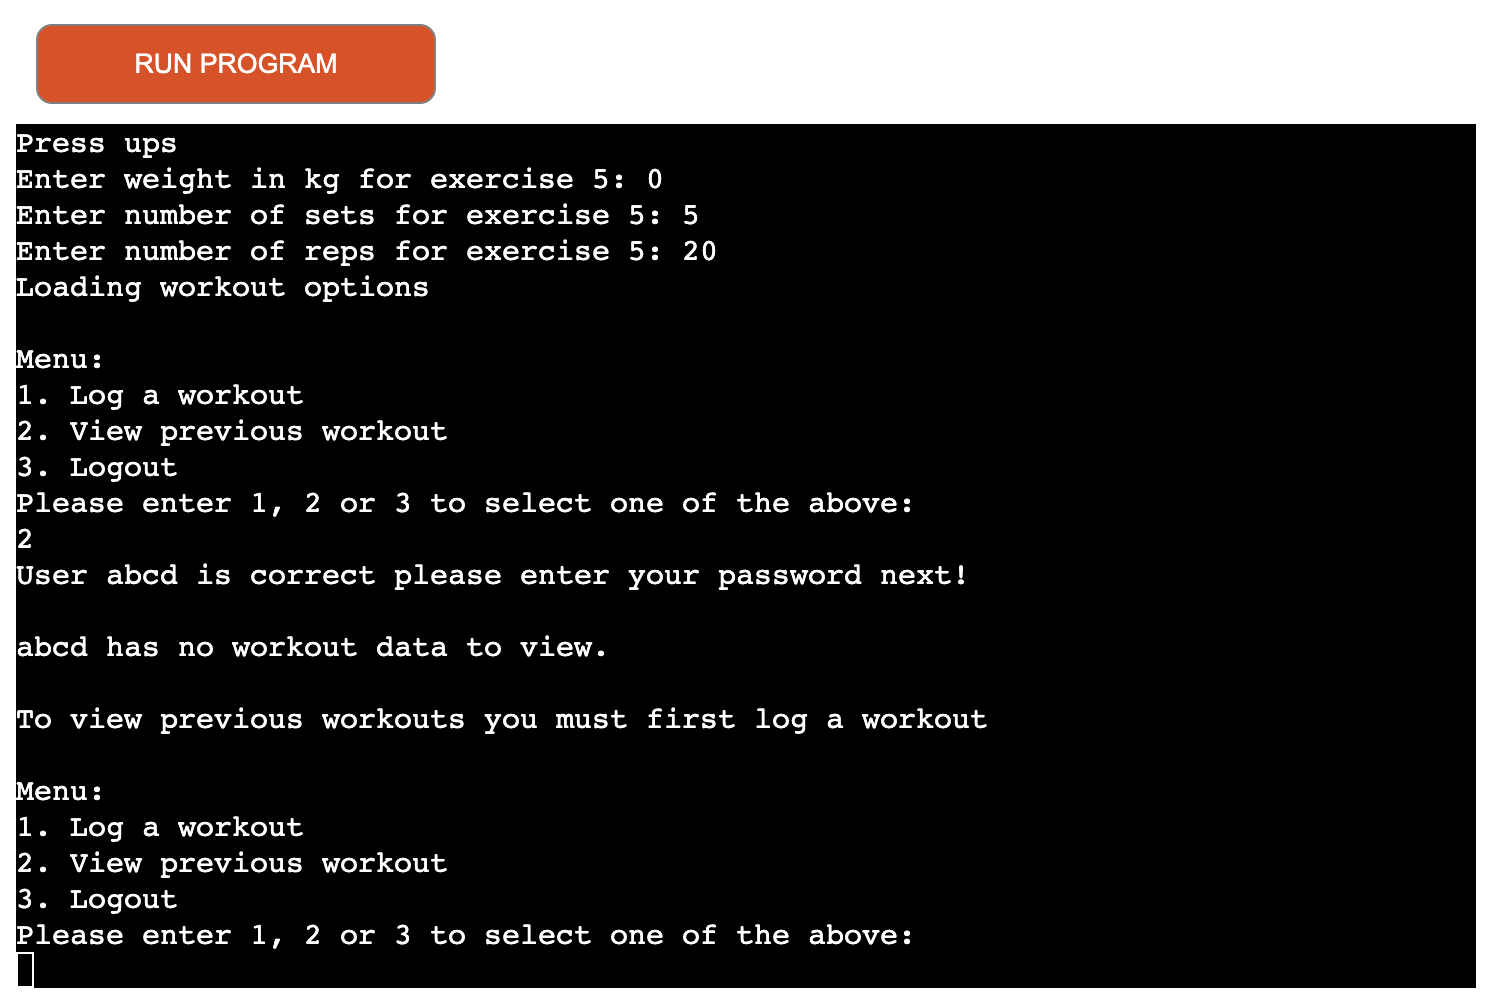 RUN PROGRAM
Press ups
Enter weight in kg for exercise 5: 0
Enter number of sets for exercise 5: 5
Enter number of reps for exercise 5: 20
Loading workout options
Menu:
1. Log a workout
2. View previous workout
3. Logout
Please enter 1, 2 or 3 to select one of the above:
2
User abcd is correct please enter your password next!
abcd has no workout data to view.
To view previous workouts you must first log a workout
Menu:
1. Log a workout
2. View previous workout
3. Logout
Please enter 1, 2 or 3 to select one of the above: